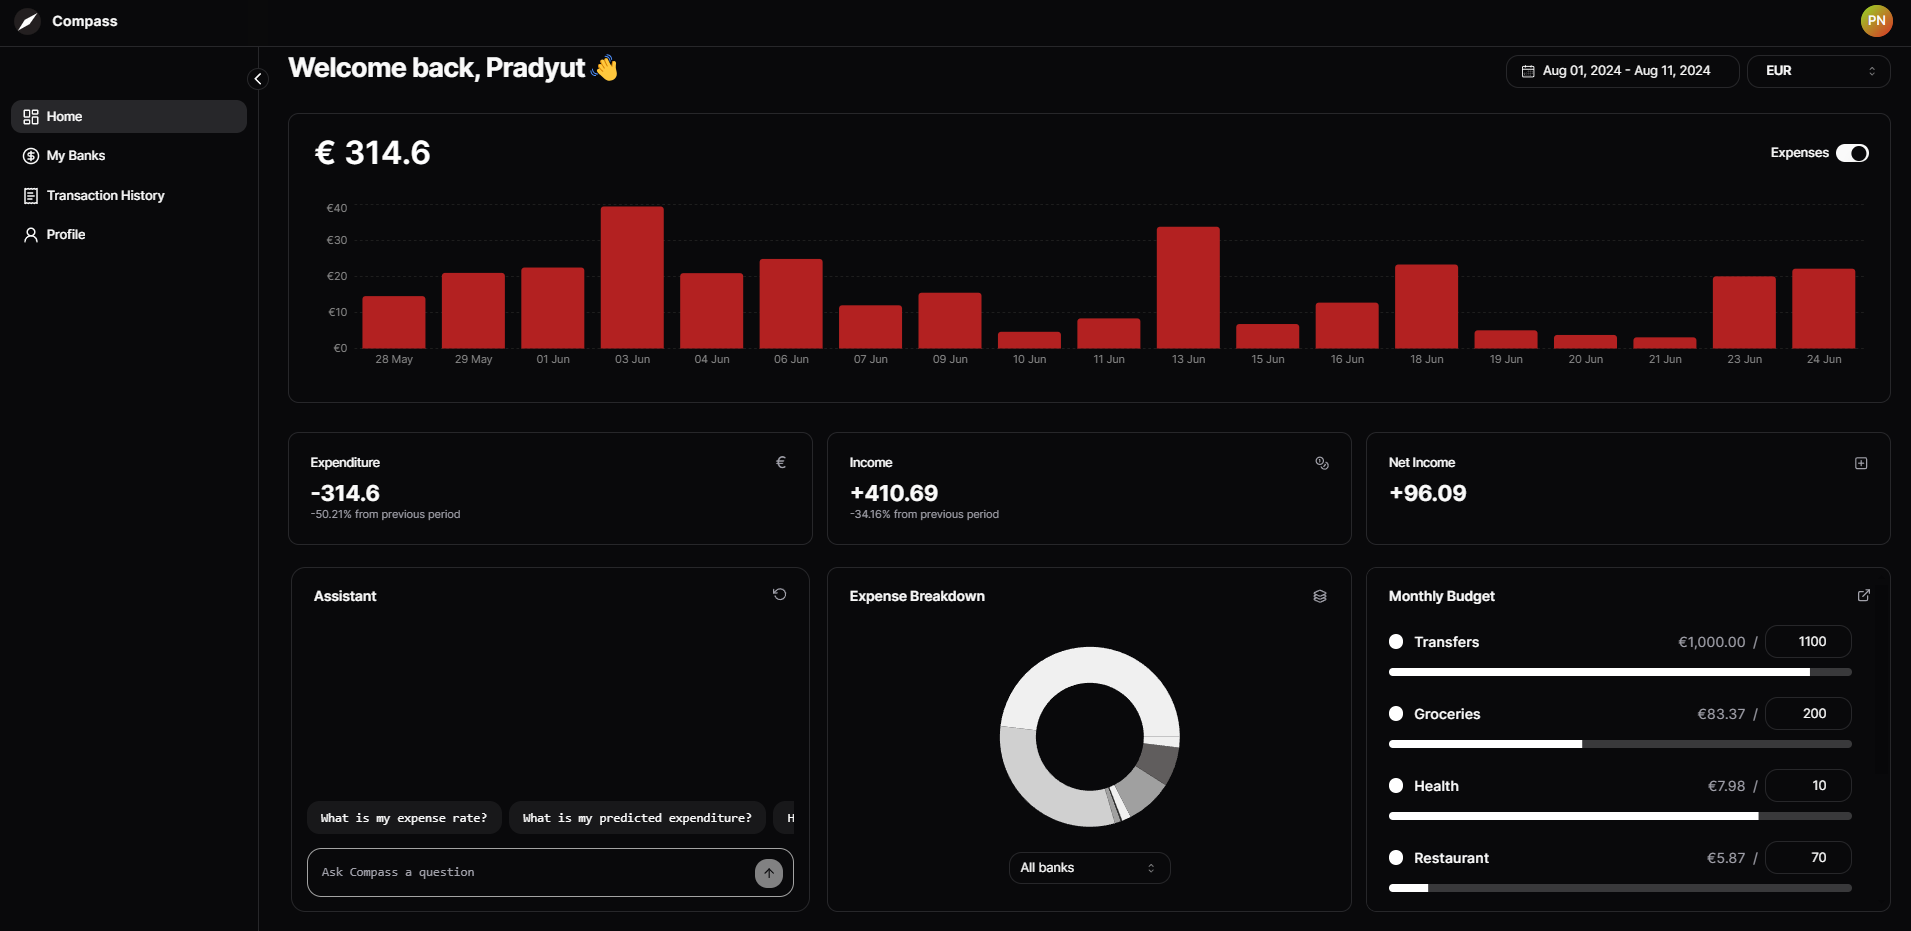 Compass
PN
Welcome back, Pradyut 👋
Aug 01, 2024 - Aug 11, 2024
EUR
Home
My Banks
Transaction History
Profile
€ 314.6
Expenses
€40
€30
€20
€10
€0
28 May 29 May 01 Jun 03 Jun 04 Jun 06 Jun 07 Jun 09 Jun 10 Jun 11 Jun 13 Jun 15 Jun 16 Jun 18 Jun 19 Jun 20 Jun 21 Jun 23 Jun 24 Jun
Expenditure €
-314.6
-50.21% from previous period
Income
+410.69
-34.16% from previous period
Net Income
+96.09
Assistant
What is my expense rate? What is my predicted expenditure? H
Ask Compass a question
Expense Breakdown
All banks
Monthly Budget
Transfers €1,000.00 / 1100
Groceries €83.37 / 200
Health €7.98 / 10
Restaurant €5.87 / 70